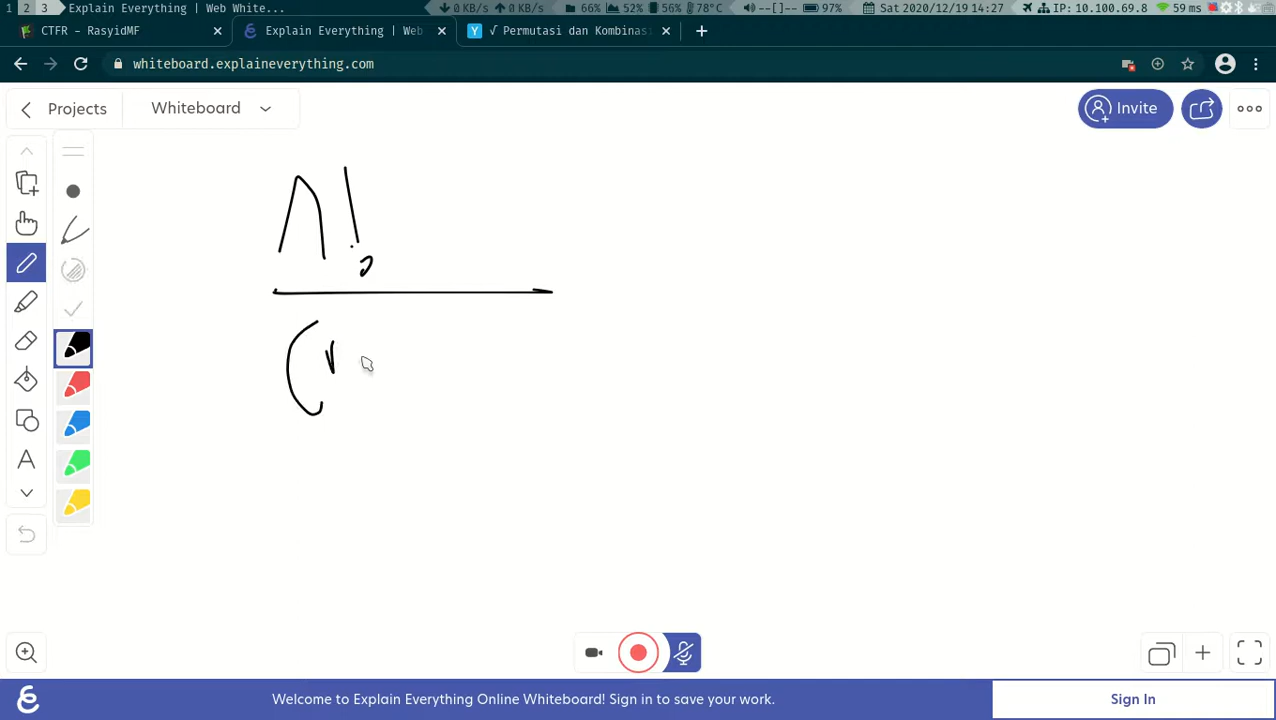 1 2 3 Explain Everything | Web White... 0 KB/s 0 KB/s 66% 52% 56% 78°C --[]-- 97% Sat 2020/12/19 14:27 IP: 10.100.69.8 59 ms
CTFR – RasyidMF Explain Everything | Web √ Permutasi dan Kombinasi
whiteboard.explaineverything.com
Projects Whiteboard Invite
n!
(n
A
Welcome to Explain Everything Online Whiteboard! Sign in to save your work. Sign In